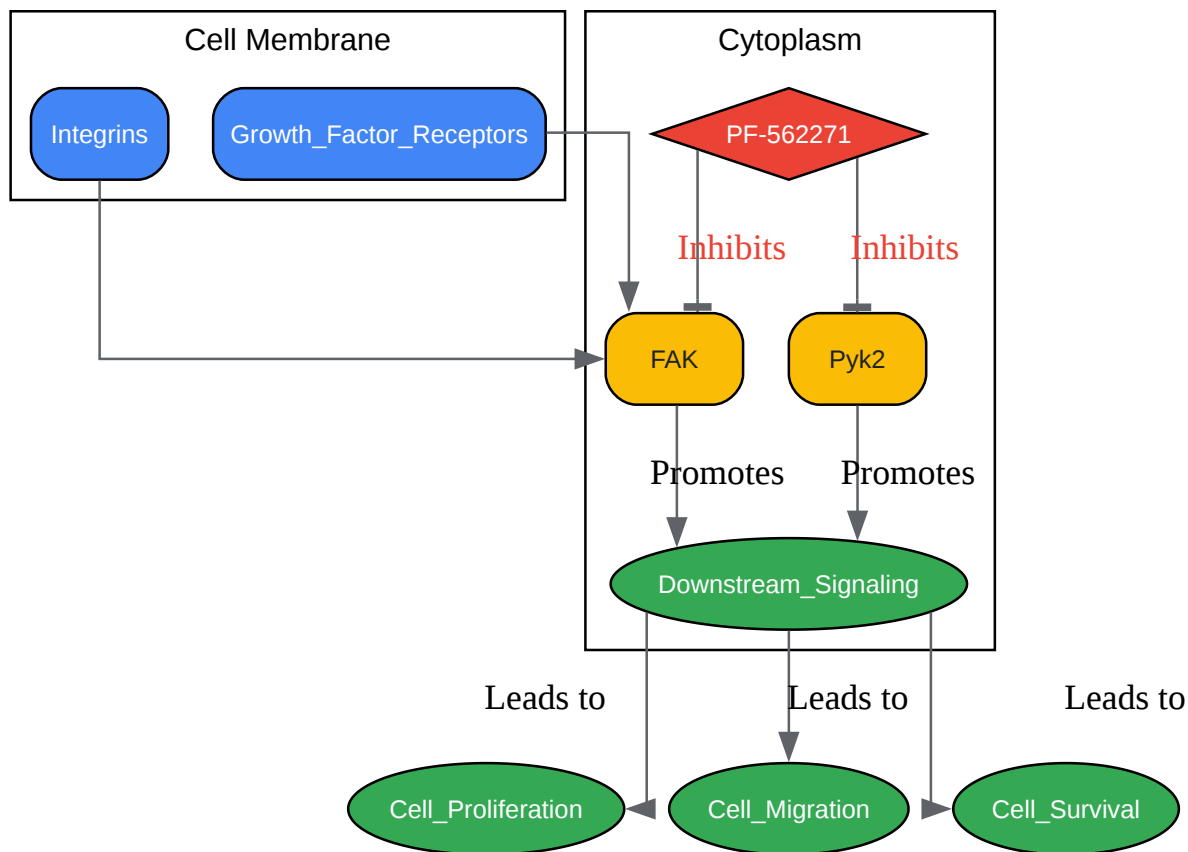 Cell Membrane
Cytoplasm
Integrins
Growth_Factor_Receptors
PF-562271
Inhibits
Inhibits
FAK
Pyk2
Promotes
Promotes
Downstream_Signaling
Leads to
Leads to
Leads to
Cell_Proliferation
Cell_Migration
Cell_Survival